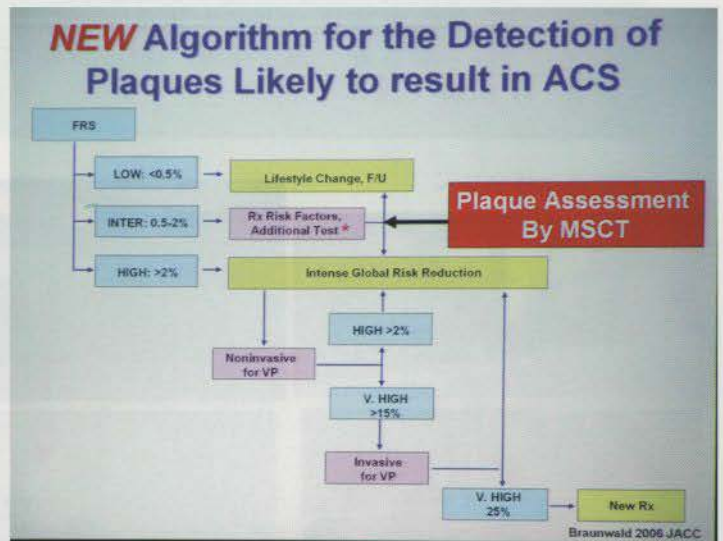 NEW Algorithm for the Detection of
Plaques Likely to result in ACS
FRS
LOW: <0.5%
Lifestyle Change, F/U
INTER: 0.5-2%
Rx Risk Factors,
Additional Test *
Plaque Assessment
By MSCT
HIGH: >2%
Intense Global Risk Reduction
HIGH >2%
Noninvasive
for VP
V. HIGH
>15%
Invasive
for VP
V. HIGH
25%
New Rx
Braunwald 2006 JACC